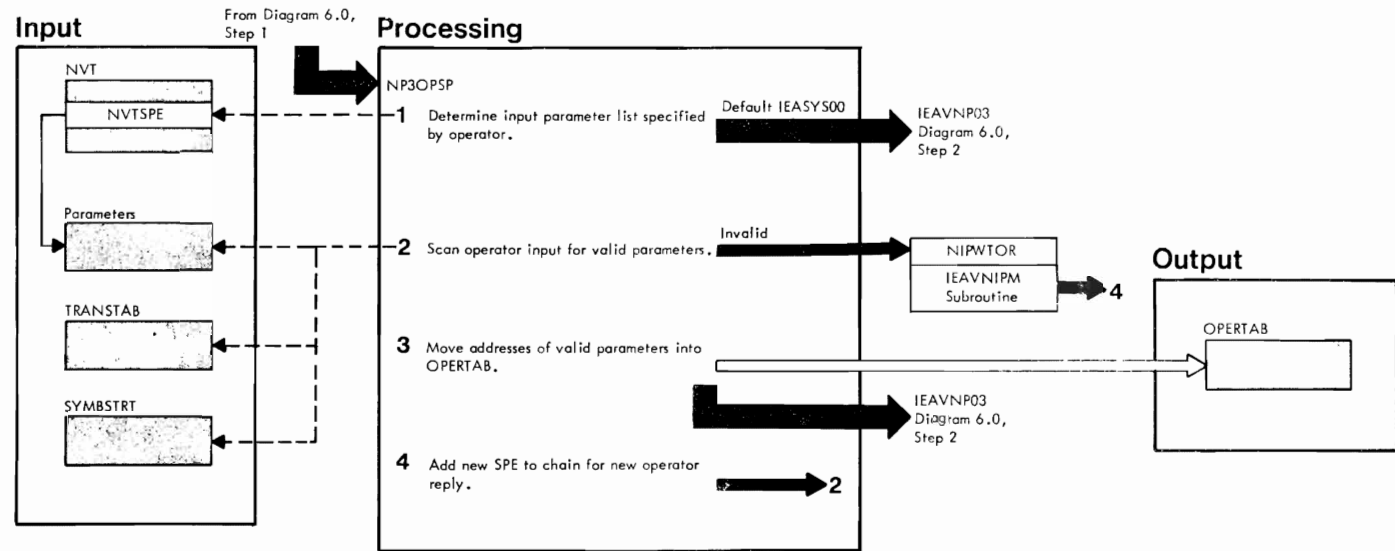 From Diagram 6.0,
Step 1
Input
Processing
NVT
NVTSPE
Parameters
TRANSTAB
SYMBSTRT
NP3OPSP
1 Determine input parameter list specified
by operator.
Default IEASYS00
IEAVNP03
Diagram 6.0,
Step 2
2 Scan operator input for valid parameters.
Invalid
NIPWTOR
IEAVNIPM
Subroutine
4
3 Move addresses of valid parameters into
OPERTAB.
IEAVNP03
Diagram 6.0,
Step 2
4 Add new SPE to chain for new operator
reply.
2
Output
OPERTAB